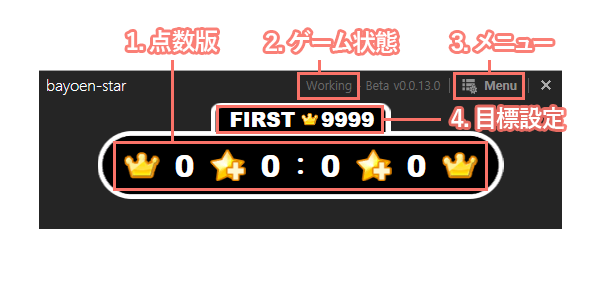 1. 点数版
2. ゲーム状態
3. メニュー
bayoen-star
Working
Beta v0.0.13.0
Menu
FIRST 9999
4. 目標設定
0 0 : 0 0